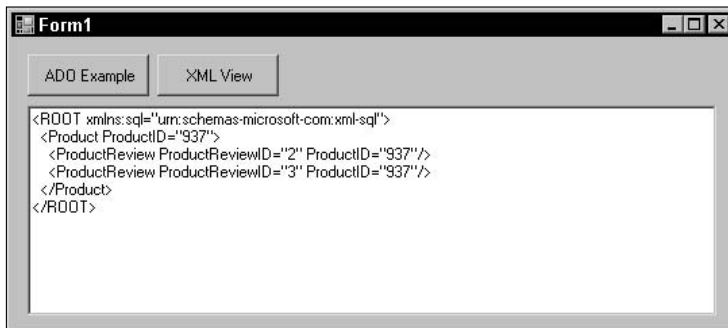 Form1
ADO Example XML View
<ROOT xmlns:sql="urn:schemas-microsoft-com:xml-sql">
<Product ProductID="937">
<ProductReview ProductReviewID="2" ProductID="937"/>
<ProductReview ProductReviewID="3" ProductID="937"/>
</Product>
</ROOT>